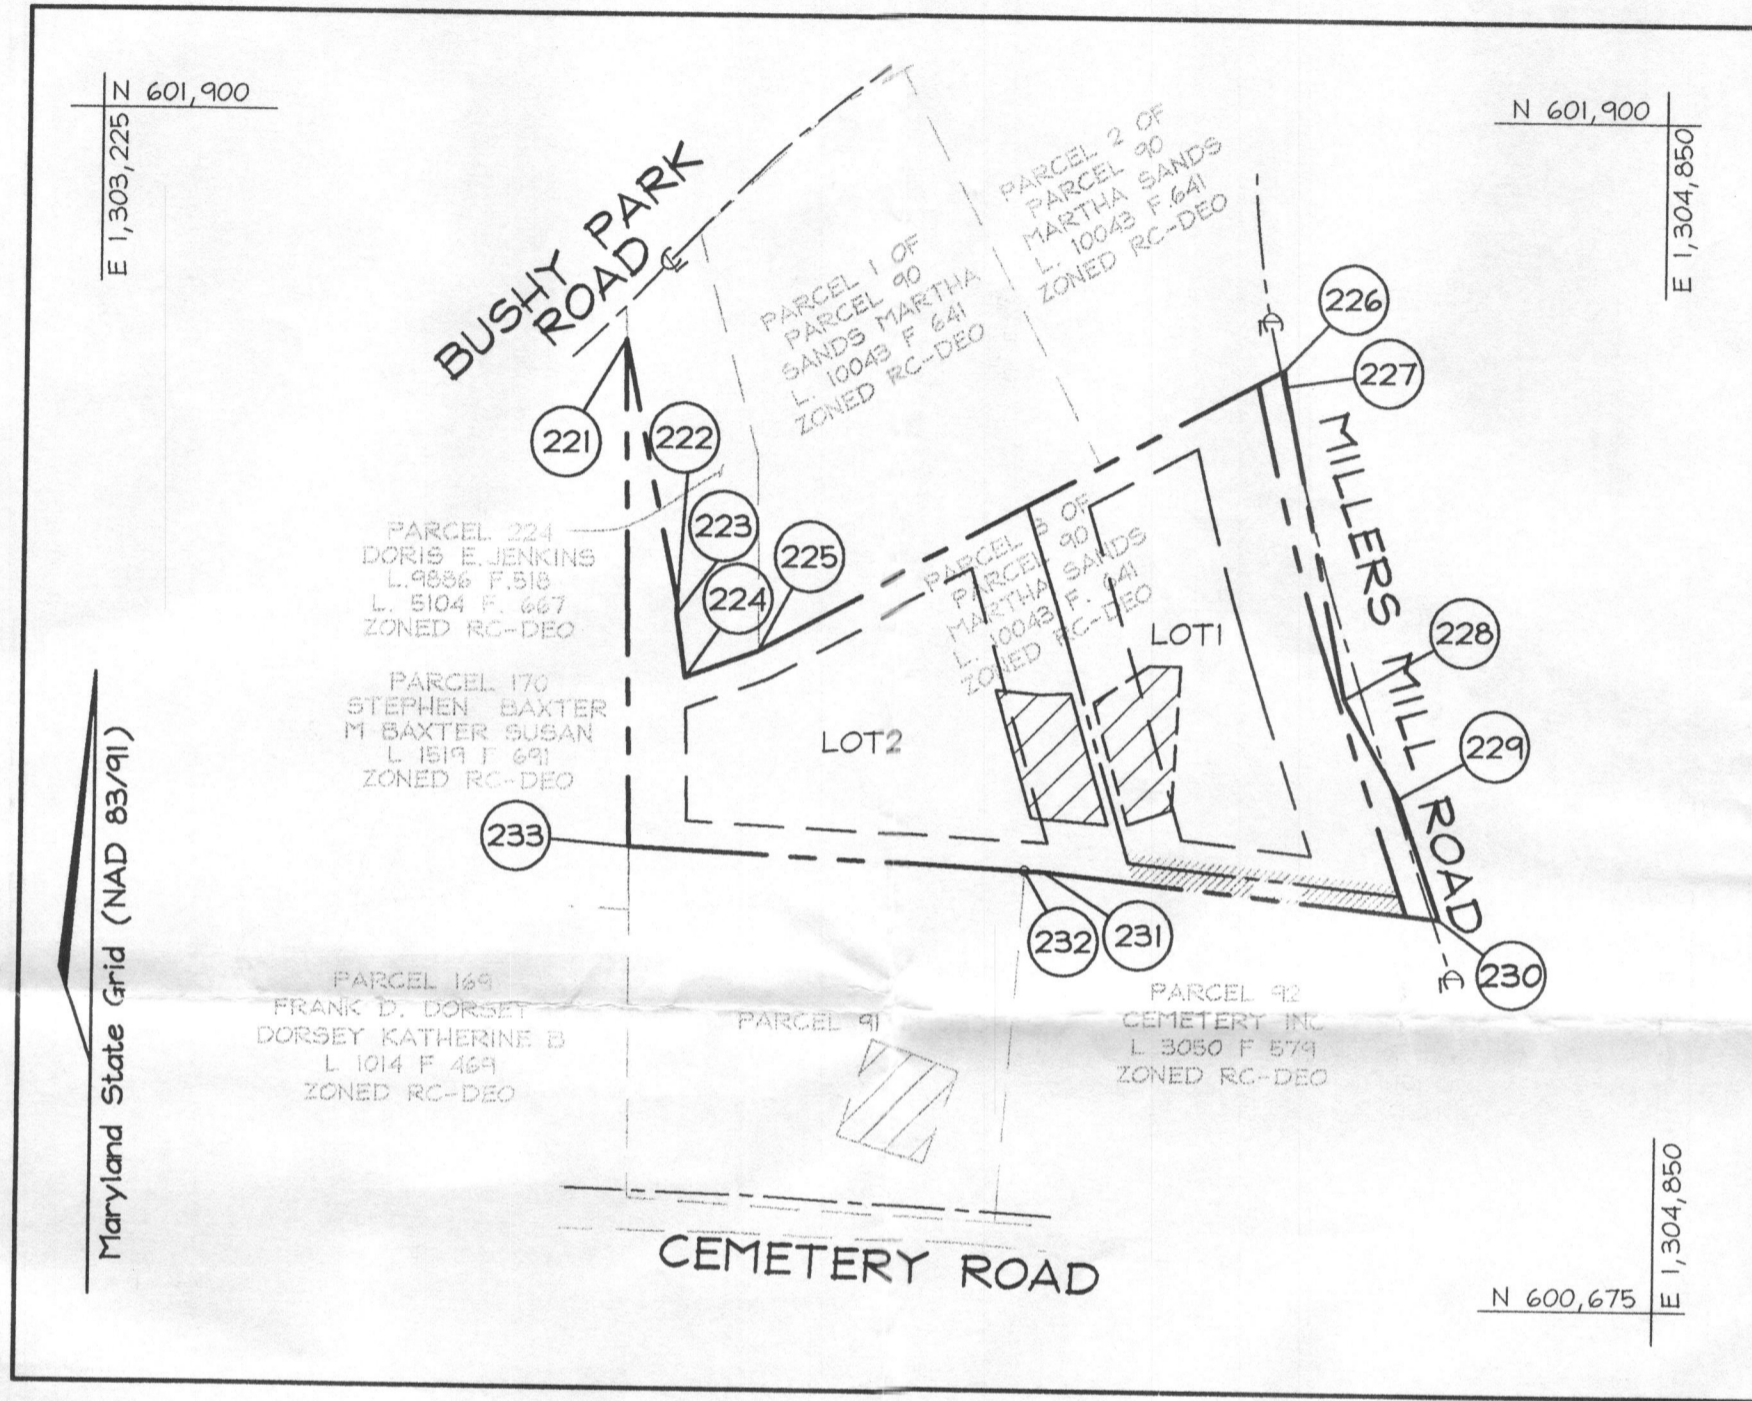 N 601,900
E 1,303,225
N 601,900
E 1,304,850
BUSHY PARK
ROAD
PARCEL 2 OF
PARCEL 90
MARTHA SANDS
L. 10043 F.641
ZONED RC-DEO
PARCEL 1 OF
PARCEL 90
SANDS MARTHA
L. 10043 F 641
ZONED RC-DEO
226
227
221
222
223
225
224
MILLERS MILL ROAD
PARCEL 224
DORIS E. JENKINS
L.9886 F.518
L. 5104 F. 667
ZONED RC-DEO
PARCEL 3 OF
PARCEL 90
MARTHA SANDS
L. 10043 F. 641
ZONED RC-DEO
LOT1
228
PARCEL 170
STEPHEN BAXTER
M BAXTER SUSAN
L 1519 F 691
ZONED RC-DEO
LOT2
229
233
232
231
230
Maryland State Grid (NAD 83/91)
PARCEL 169
FRANK D. DORSEY
DORSEY KATHERINE B
L 1014 F 469
ZONED RC-DEO
PARCEL 91
PARCEL 92
CEMETERY INC
L 3050 F 579
ZONED RC-DEO
CEMETERY ROAD
N 600,675
E 1,304,850